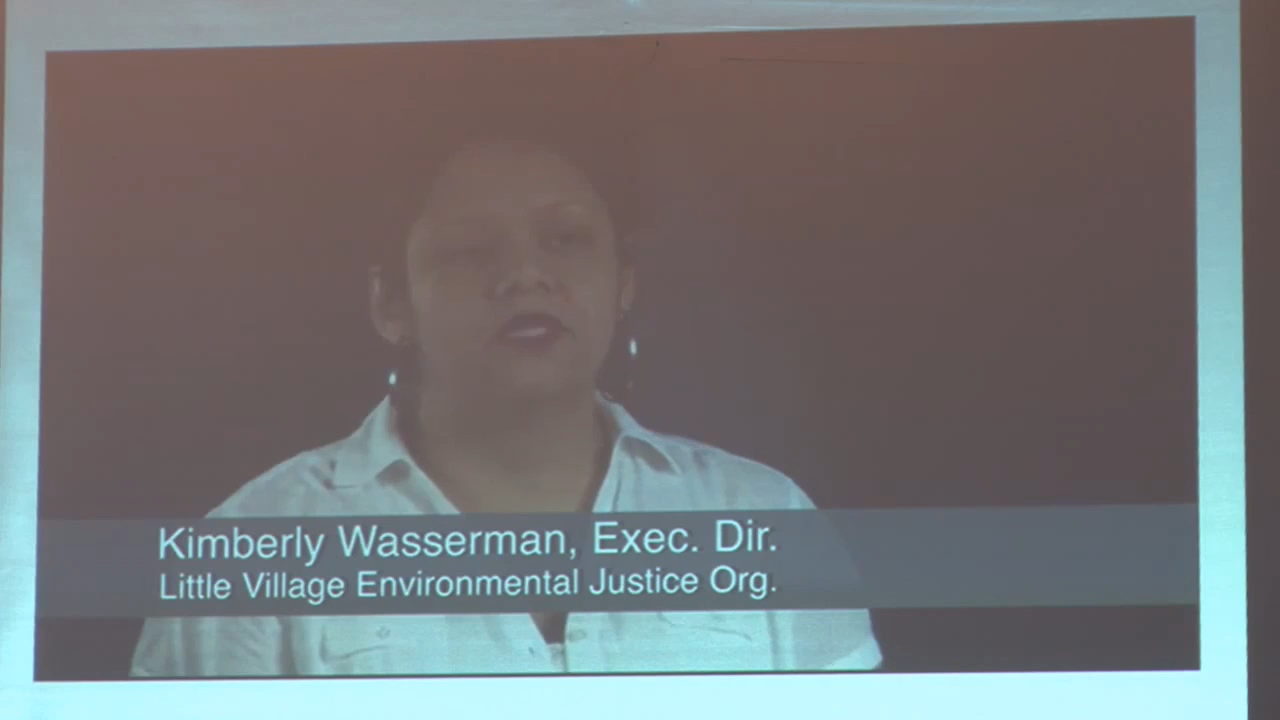 Kimberly Wasserman, Exec. Dir.
Little Village Environmental Justice Org.